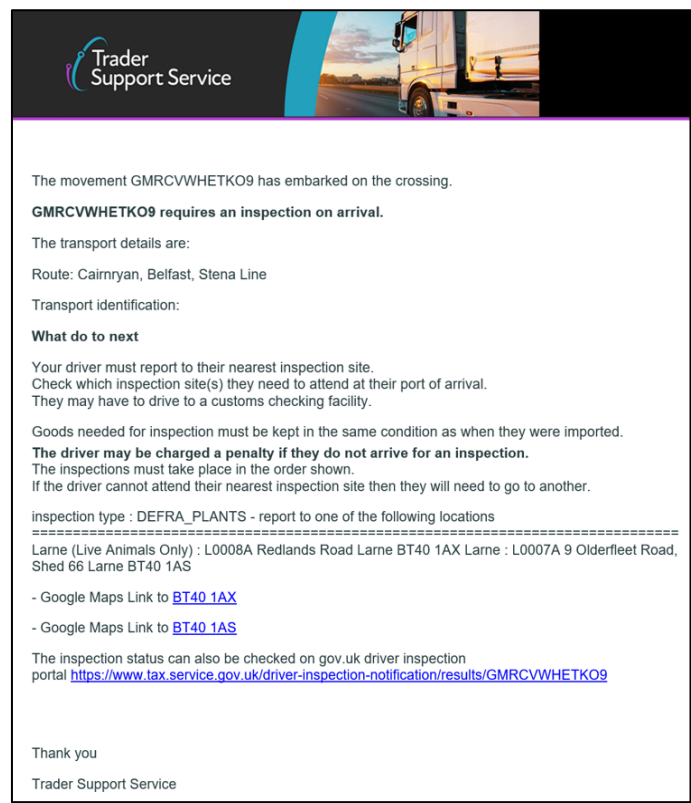 Trader
Support Service
The movement GMRCVWHETKO9 has embarked on the crossing.
GMRCVWHETKO9 requires an inspection on arrival.
The transport details are:
Route: Cairnryan, Belfast, Stena Line
Transport identification:
What do to next
Your driver must report to their nearest inspection site.
Check which inspection site(s) they need to attend at their port of arrival.
They may have to drive to a customs checking facility.
Goods needed for inspection must be kept in the same condition as when they were imported.
The driver may be charged a penalty if they do not arrive for an inspection.
The inspections must take place in the order shown.
If the driver cannot attend their nearest inspection site then they will need to go to another.
inspection type : DEFRA_PLANTS - report to one of the following locations
================================================================================
Larne (Live Animals Only) : L0008A Redlands Road Larne BT40 1AX Larne : L0007A 9 Olderfleet Road,
Shed 66 Larne BT40 1AS
- Google Maps Link to BT40 1AX
- Google Maps Link to BT40 1AS
The inspection status can also be checked on gov.uk driver inspection
portal https://www.tax.service.gov.uk/driver-inspection-notification/results/GMRCVWHETKO9
Thank you
Trader Support Service